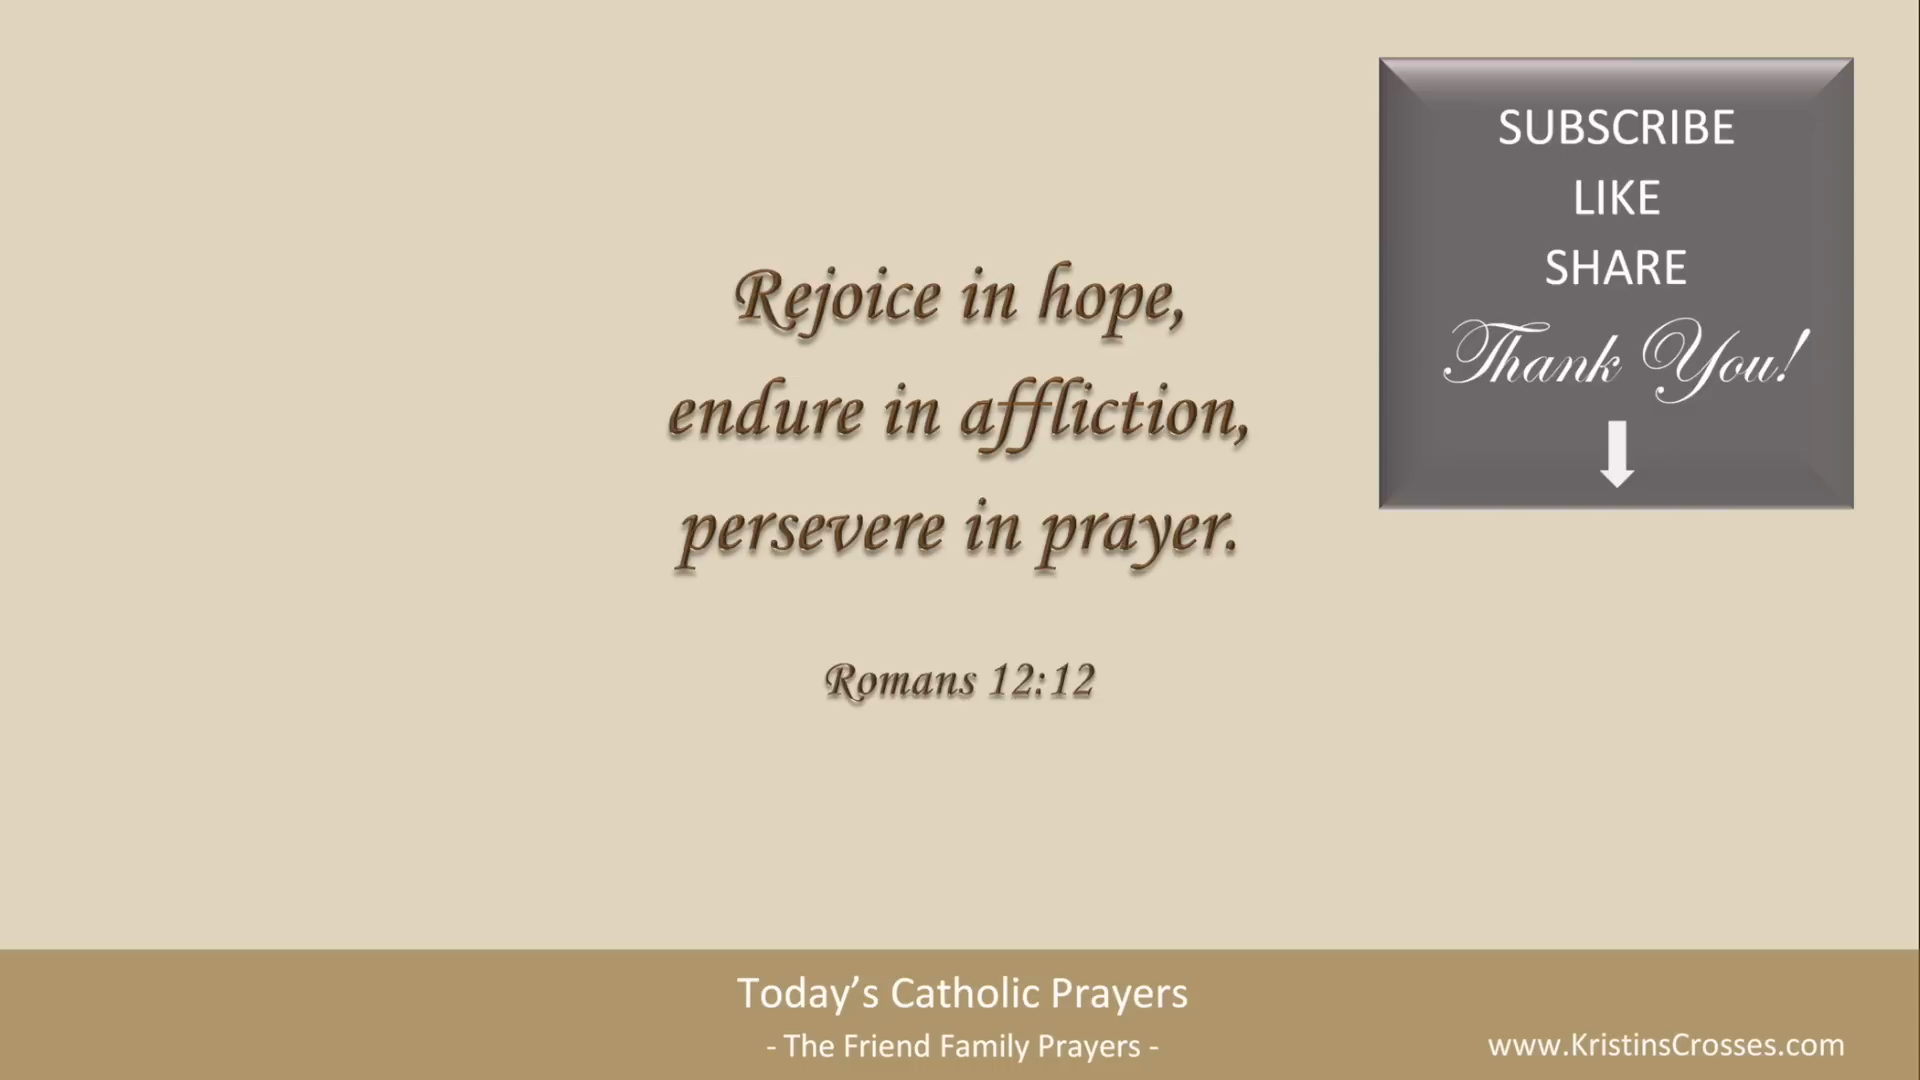 Rejoice in hope,
endure in affliction,
persevere in prayer.
Romans 12:12
SUBSCRIBE
LIKE
SHARE
Thank You!
Today’s Catholic Prayers
- The Friend Family Prayers -
www.KristinsCrosses.com